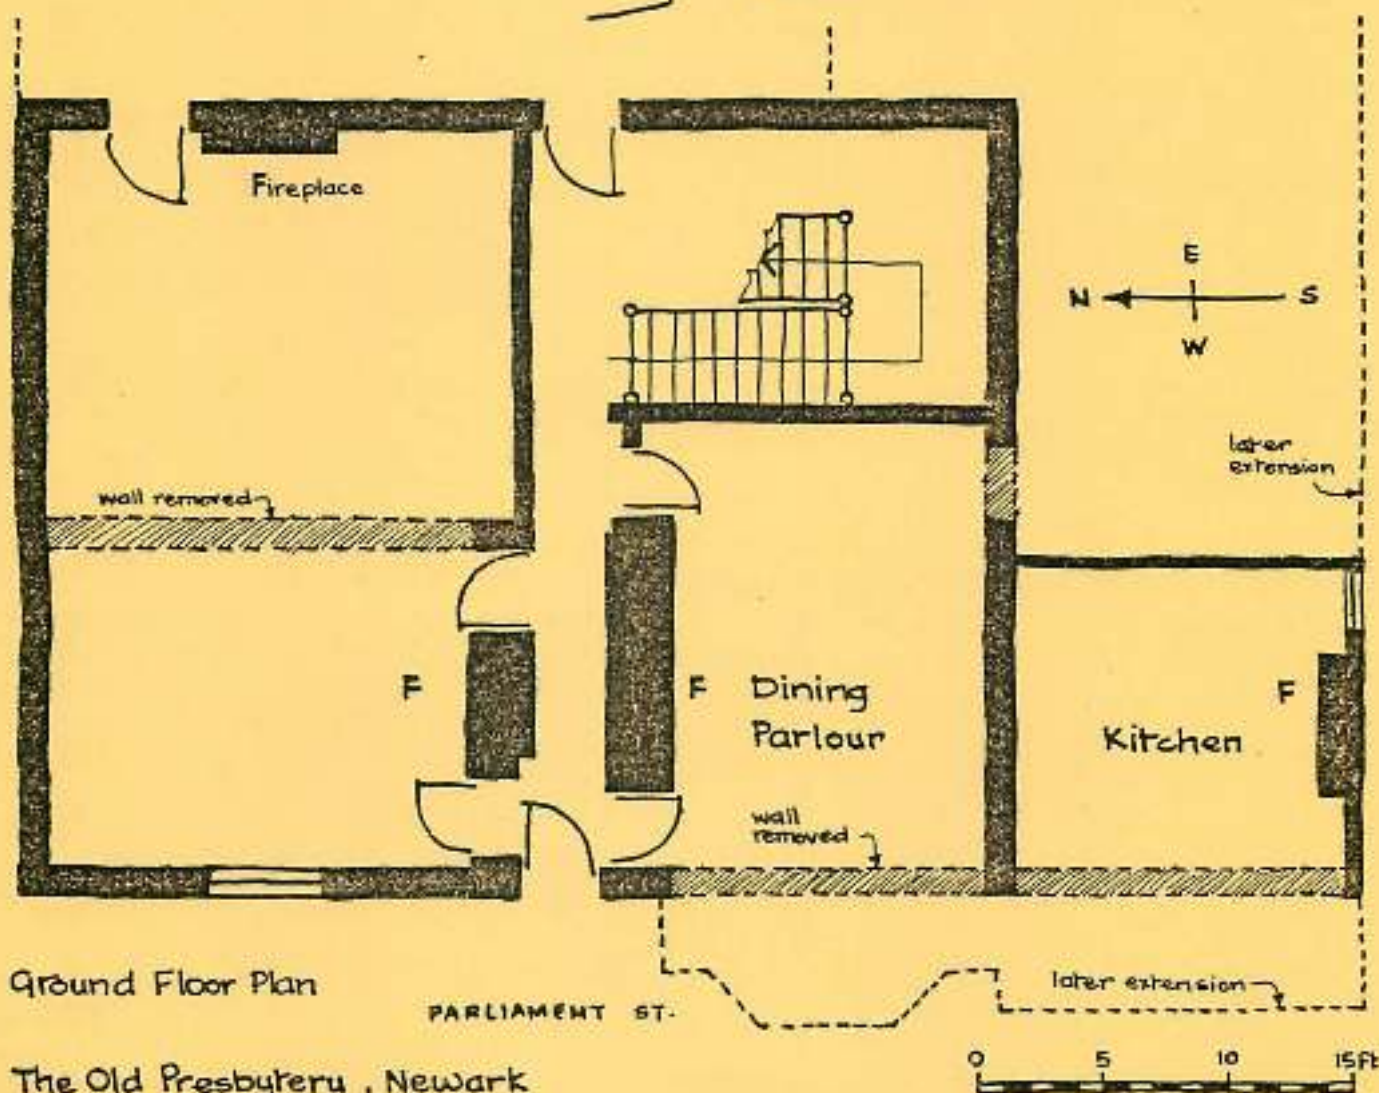 Fireplace
E
N
S
W
later
extension
wall removed
F
F
Dining
Parlour
F
Kitchen
wall
removed
Ground Floor Plan
later extension
PARLIAMENT ST.
0 5 10 15ft
The Old Presbytery, Newark